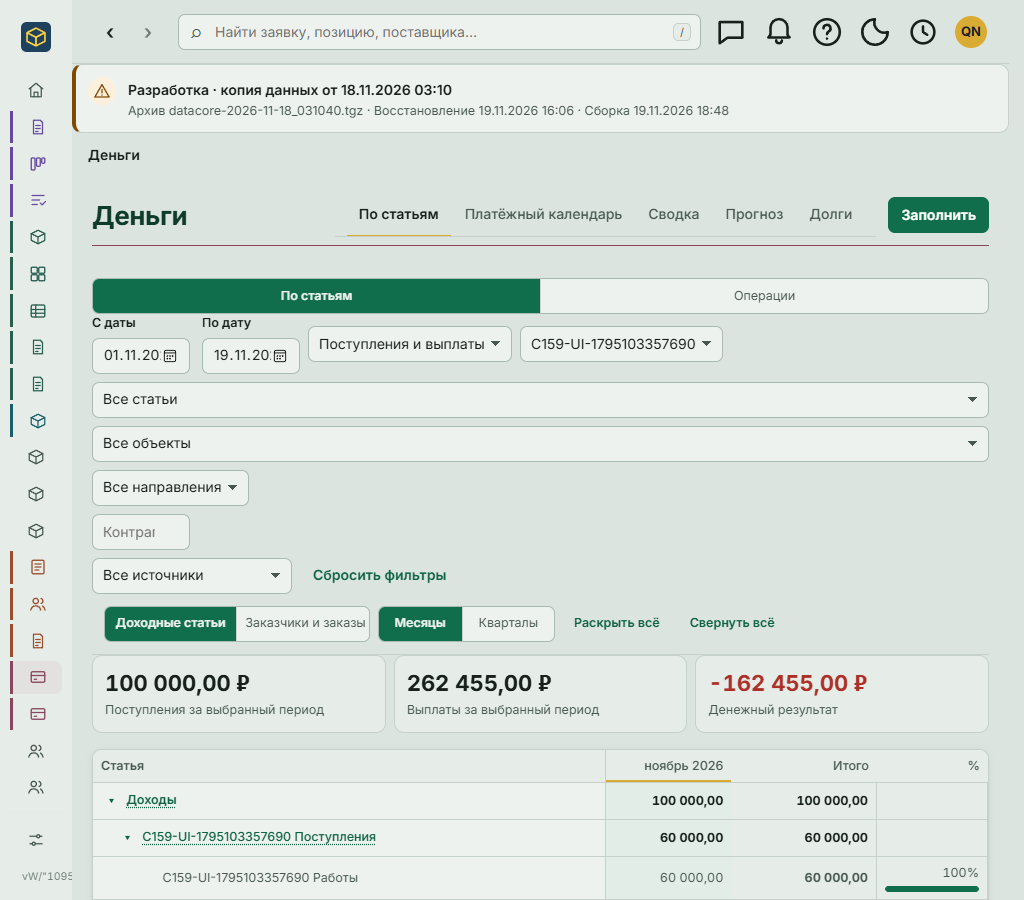 Найти заявку, позицию, поставщика...
/
QN
Разработка · копия данных от 18.11.2026 03:10
Архив datacore-2026-11-18_031040.tgz · Восстановление 19.11.2026 16:06 · Сборка 19.11.2026 18:48
Деньги
Деньги
По статьям
Платёжный календарь
Сводка
Прогноз
Долги
Заполнить
По статьям
Операции
С даты
По дату
01.11.20
19.11.20
Поступления и выплаты
C159-UI-1795103357690
Все статьи
Все объекты
Все направления
Контраг
Все источники
Сбросить фильтры
Доходные статьи
Заказчики и заказы
Месяцы
Кварталы
Раскрыть всё
Свернуть всё
100 000,00 ₽
Поступления за выбранный период
262 455,00 ₽
Выплаты за выбранный период
-162 455,00 ₽
Денежный результат
Статья
ноябрь 2026
Итого
%
Доходы
100 000,00
100 000,00
C159-UI-1795103357690 Поступления
60 000,00
60 000,00
C159-UI-1795103357690 Работы
60 000,00
60 000,00
100%
vW/"1095